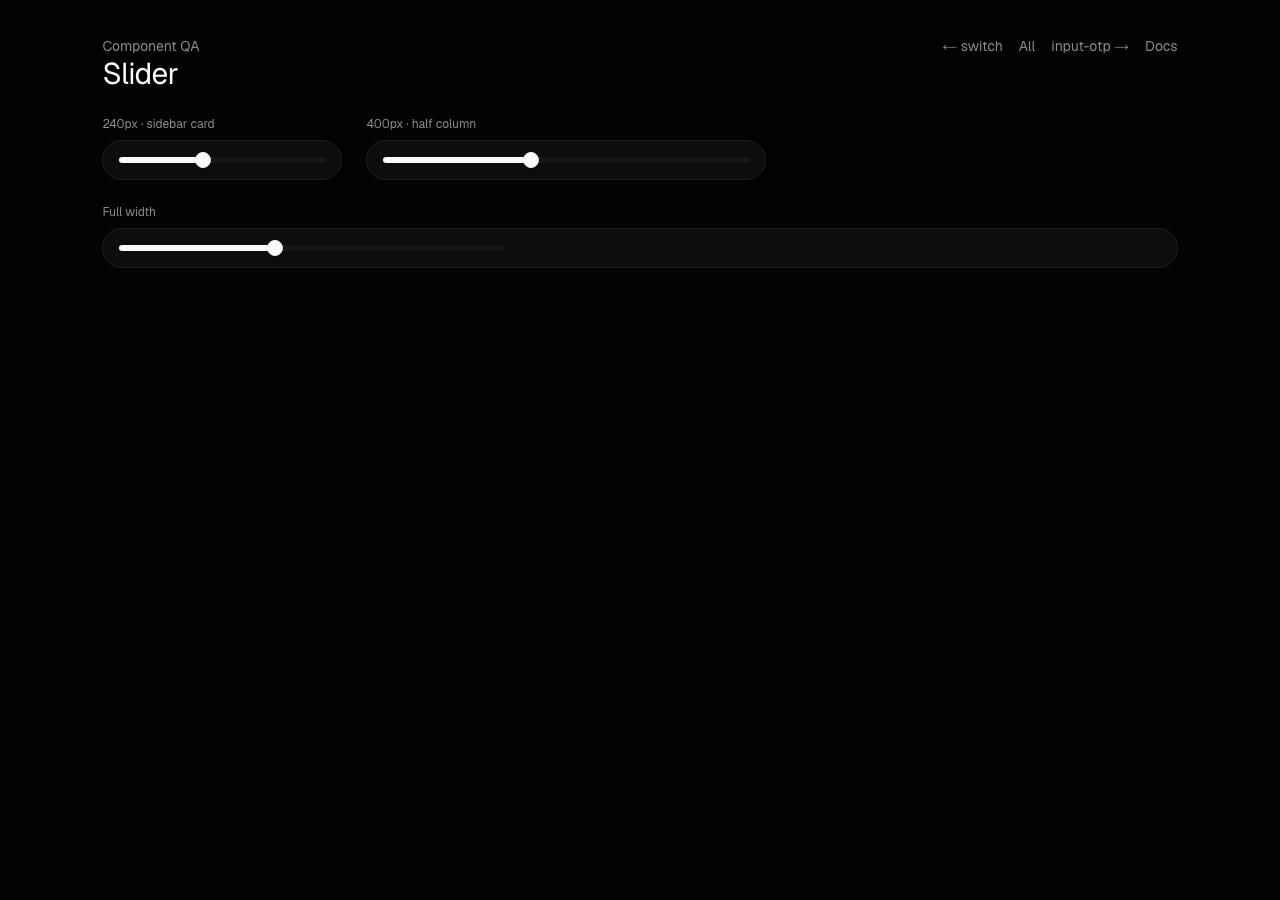 Component QA
← switch All input-otp → Docs
Slider
240px · sidebar card
400px · half column
Full width